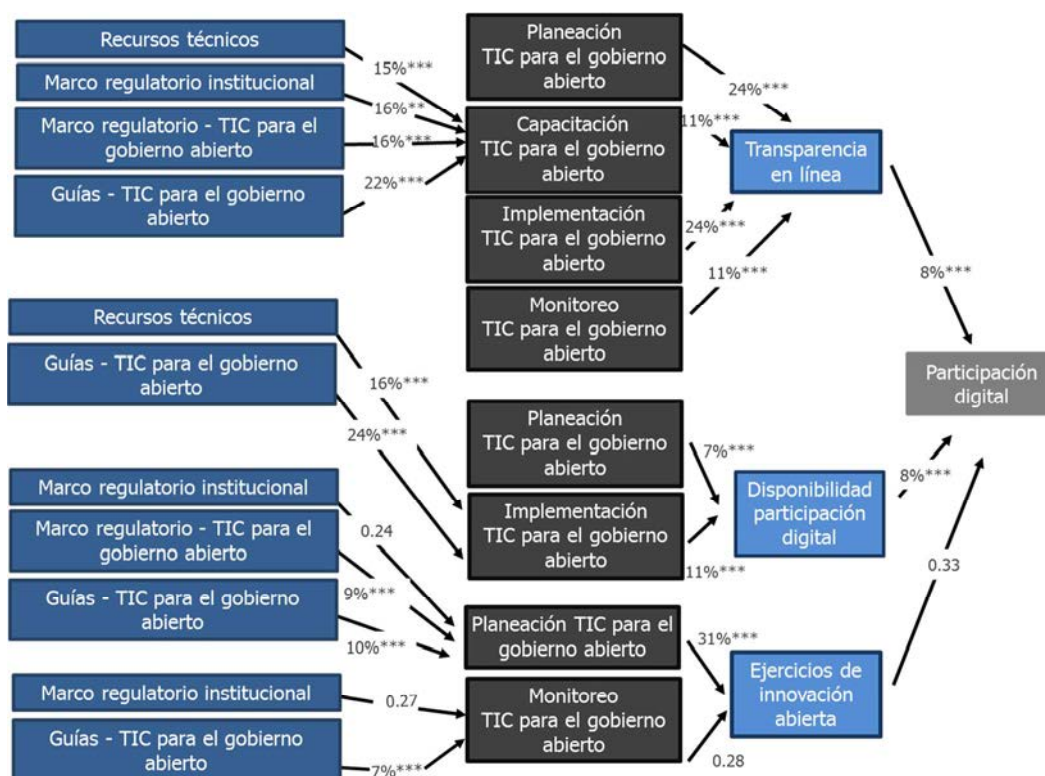 Recursos técnicos
Marco regulatorio institucional
Marco regulatorio - TIC para el
gobierno abierto
Guías - TIC para el gobierno
abierto
15%***
16%**
16%***
22%***
Planeación
TIC para el gobierno
abierto
Capacitación
TIC para el gobierno
abierto
Implementación
TIC para el gobierno
abierto
Monitoreo
TIC para el gobierno
abierto
24%***
11%***
24%***
11%***
Transparencia
en línea
8%***
Recursos técnicos
Guías - TIC para el gobierno
abierto
16%***
24%***
Planeación
TIC para el gobierno
abierto
Implementación
TIC para el gobierno
abierto
7%***
11%***
Disponibilidad
participación
digital
8%***
Participación
digital
Marco regulatorio institucional
Marco regulatorio - TIC para el
gobierno abierto
Guías - TIC para el gobierno
abierto
0.24
9%***
10%***
Planeación TIC para el
gobierno abierto
31%***
Marco regulatorio institucional
Guías - TIC para el gobierno
abierto
0.27
7%***
Monitoreo
TIC para el gobierno
abierto
0.28
Ejercicios de
innovación
abierta
0.33